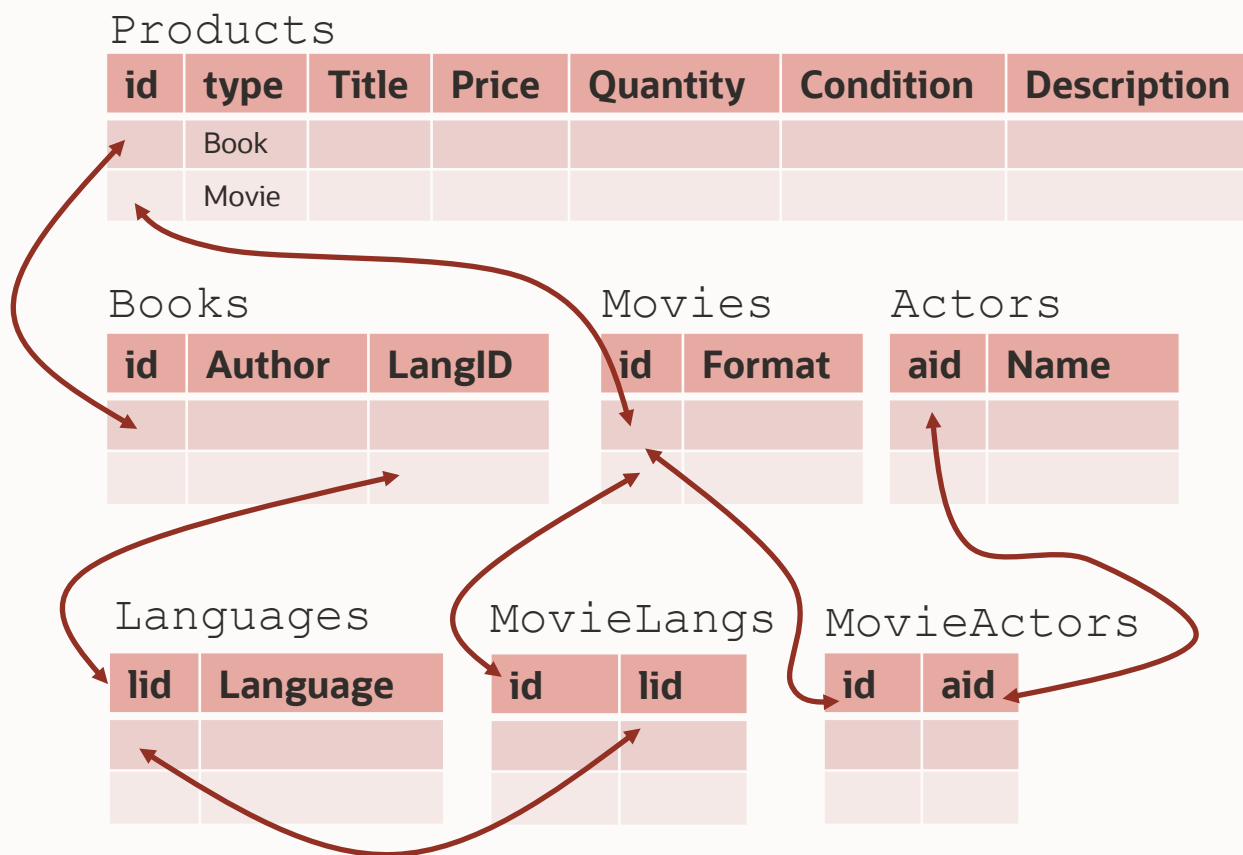 Products
id type Title Price Quantity Condition Description
Book
Movie
Books
id Author LangID
Movies
id Format
Actors
aid Name
Languages
lid Language
MovieLangs
id lid
MovieActors
id aid